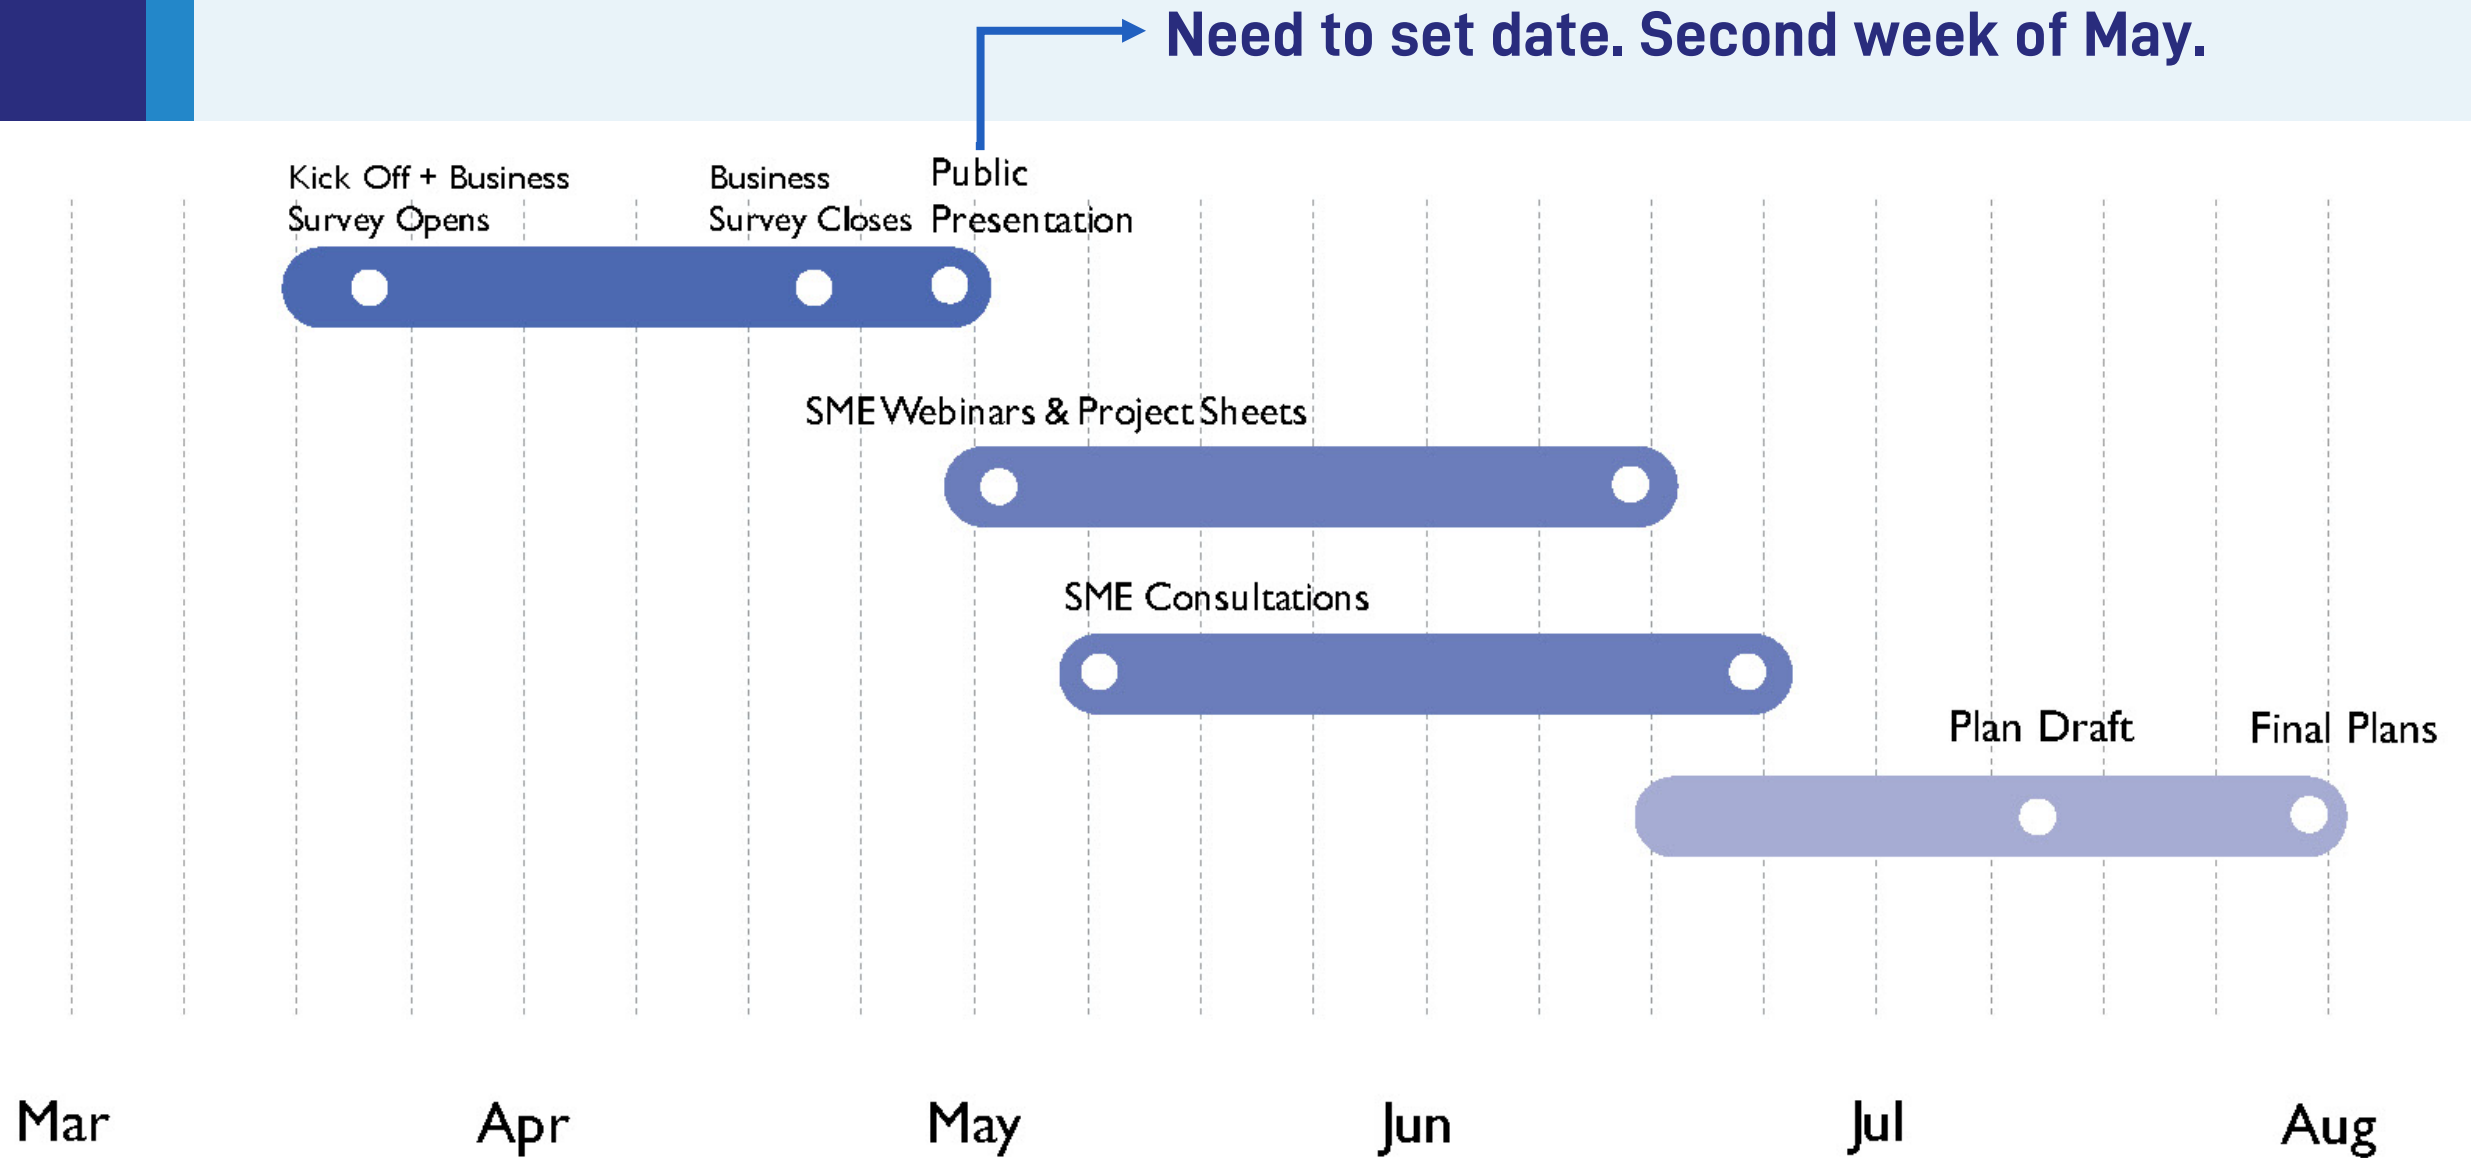 Need to set date. Second week of May.
Kick Off + Business
Survey Opens
Business
Survey Closes
Public
Presentation
SME Webinars & Project Sheets
SME Consultations
Plan Draft
Final Plans
Mar
Apr
May
Jun
Jul
Aug